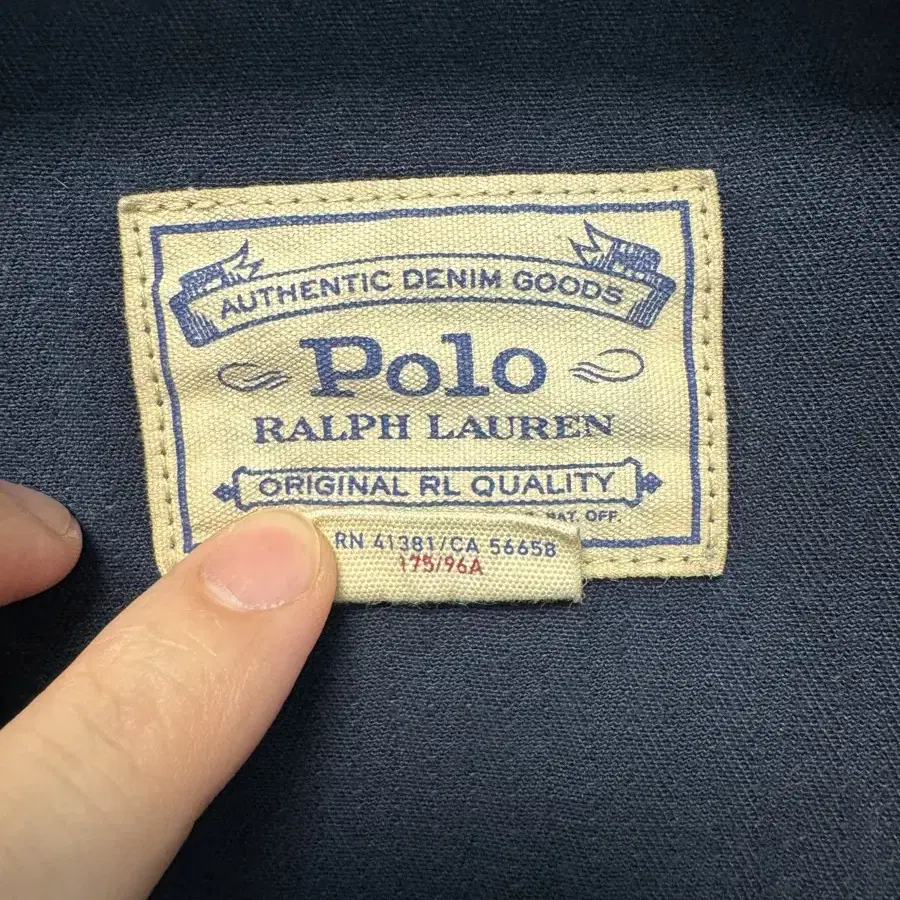 AUTHENTIC DENIM GOODS
Polo
RALPH LAUREN
ORIGINAL RL QUALITY
PAT. OFF.
RN 41381/CA 56658
175/96A